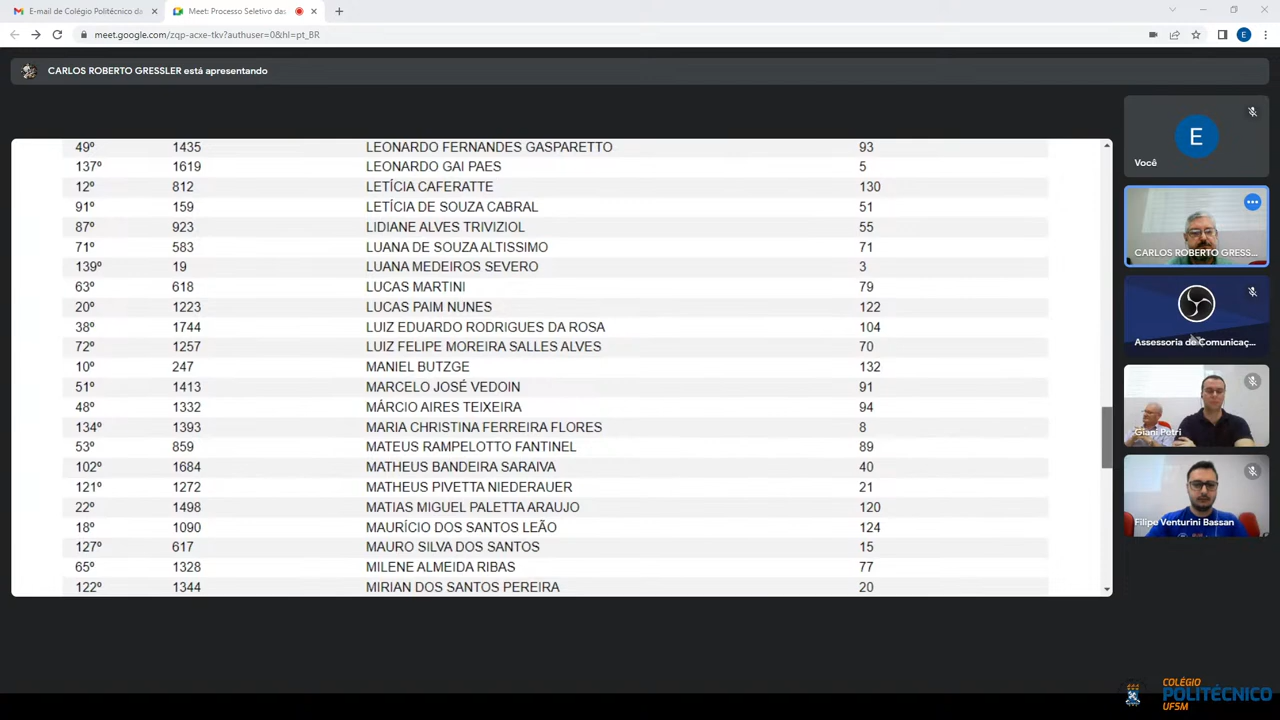 E-mail de Colégio Politécnico da
Meet: Processo Seletivo das
meet.google.com/zqp-acxe-tkv?authuser=0&hl=pt_BR
E
CARLOS ROBERTO GRESSLER está apresentando
49º 1435 LEONARDO FERNANDES GASPARETTO 93
137º 1619 LEONARDO GAI PAES 5
12º 812 LETÍCIA CAFERATTE 130
91º 159 LETÍCIA DE SOUZA CABRAL 51
87º 923 LIDIANE ALVES TRIVIZIOL 55
71º 583 LUANA DE SOUZA ALTISSIMO 71
139º 19 LUANA MEDEIROS SEVERO 3
63º 618 LUCAS MARTINI 79
20º 1223 LUCAS PAIM NUNES 122
38º 1744 LUIZ EDUARDO RODRIGUES DA ROSA 104
72º 1257 LUIZ FELIPE MOREIRA SALLES ALVES 70
10º 247 MANIEL BUTZGE 132
51º 1413 MARCELO JOSÉ VEDOIN 91
48º 1332 MÁRCIO AIRES TEIXEIRA 94
134º 1393 MARIA CHRISTINA FERREIRA FLORES 8
53º 859 MATEUS RAMPELOTTO FANTINEL 89
102º 1684 MATHEUS BANDEIRA SARAIVA 40
121º 1272 MATHEUS PIVETTA NIEDERAUER 21
22º 1498 MATIAS MIGUEL PALETTA ARAUJO 120
18º 1090 MAURÍCIO DOS SANTOS LEÃO 124
127º 617 MAURO SILVA DOS SANTOS 15
65º 1328 MILENE ALMEIDA RIBAS 77
122º 1344 MIRIAN DOS SANTOS PEREIRA 20
E
Você
CARLOS ROBERTO GRESS...
Assessoria de Comunicaç...
Giani Petri
Filipe Venturini Bassan
COLÉGIO
POLITÉCNICO
UFSM